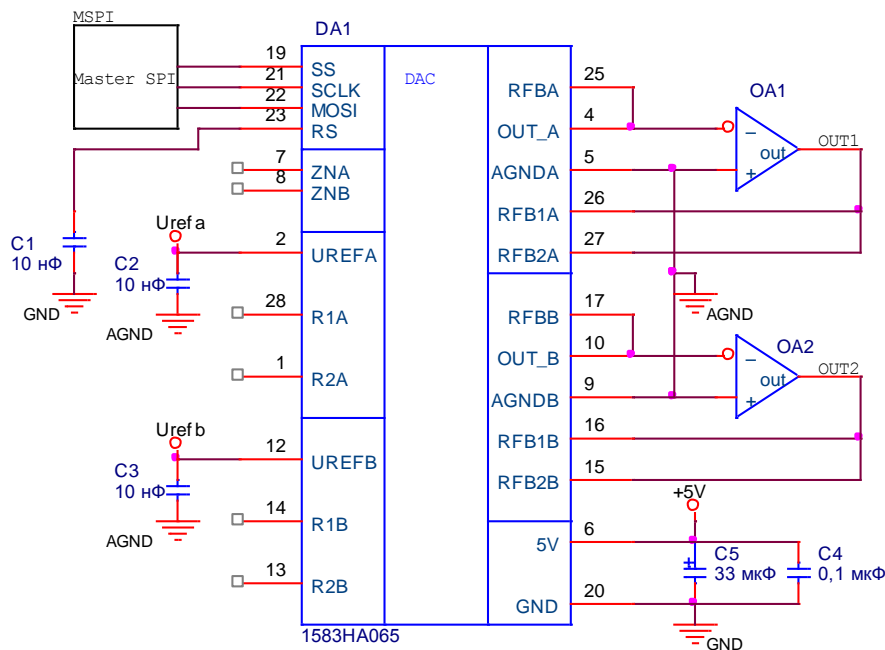 MSPI
Master SPI
DA1
DAC
19 SS
21 SCLK
22 MOSI
23 RS
7 ZNA
8 ZNB
2 UREFA
28 R1A
1 R2A
12 UREFB
14 R1B
13 R2B
C1
10 нФ
GND
Urefa
C2
10 нФ
AGND
Urefb
C3
10 нФ
AGND
RFBA 25
OUT_A 4
AGNDA 5
RFB1A 26
RFB2A 27
RFBB 17
OUT_B 10
AGNDB 9
RFB1B 16
RFB2B 15
5V 6
GND 20
OA1
−
out
+
OUT1
AGND
OA2
−
out
+
OUT2
+5V
+
C5
33 мкФ
C4
0,1 мкФ
GND
1583HA065